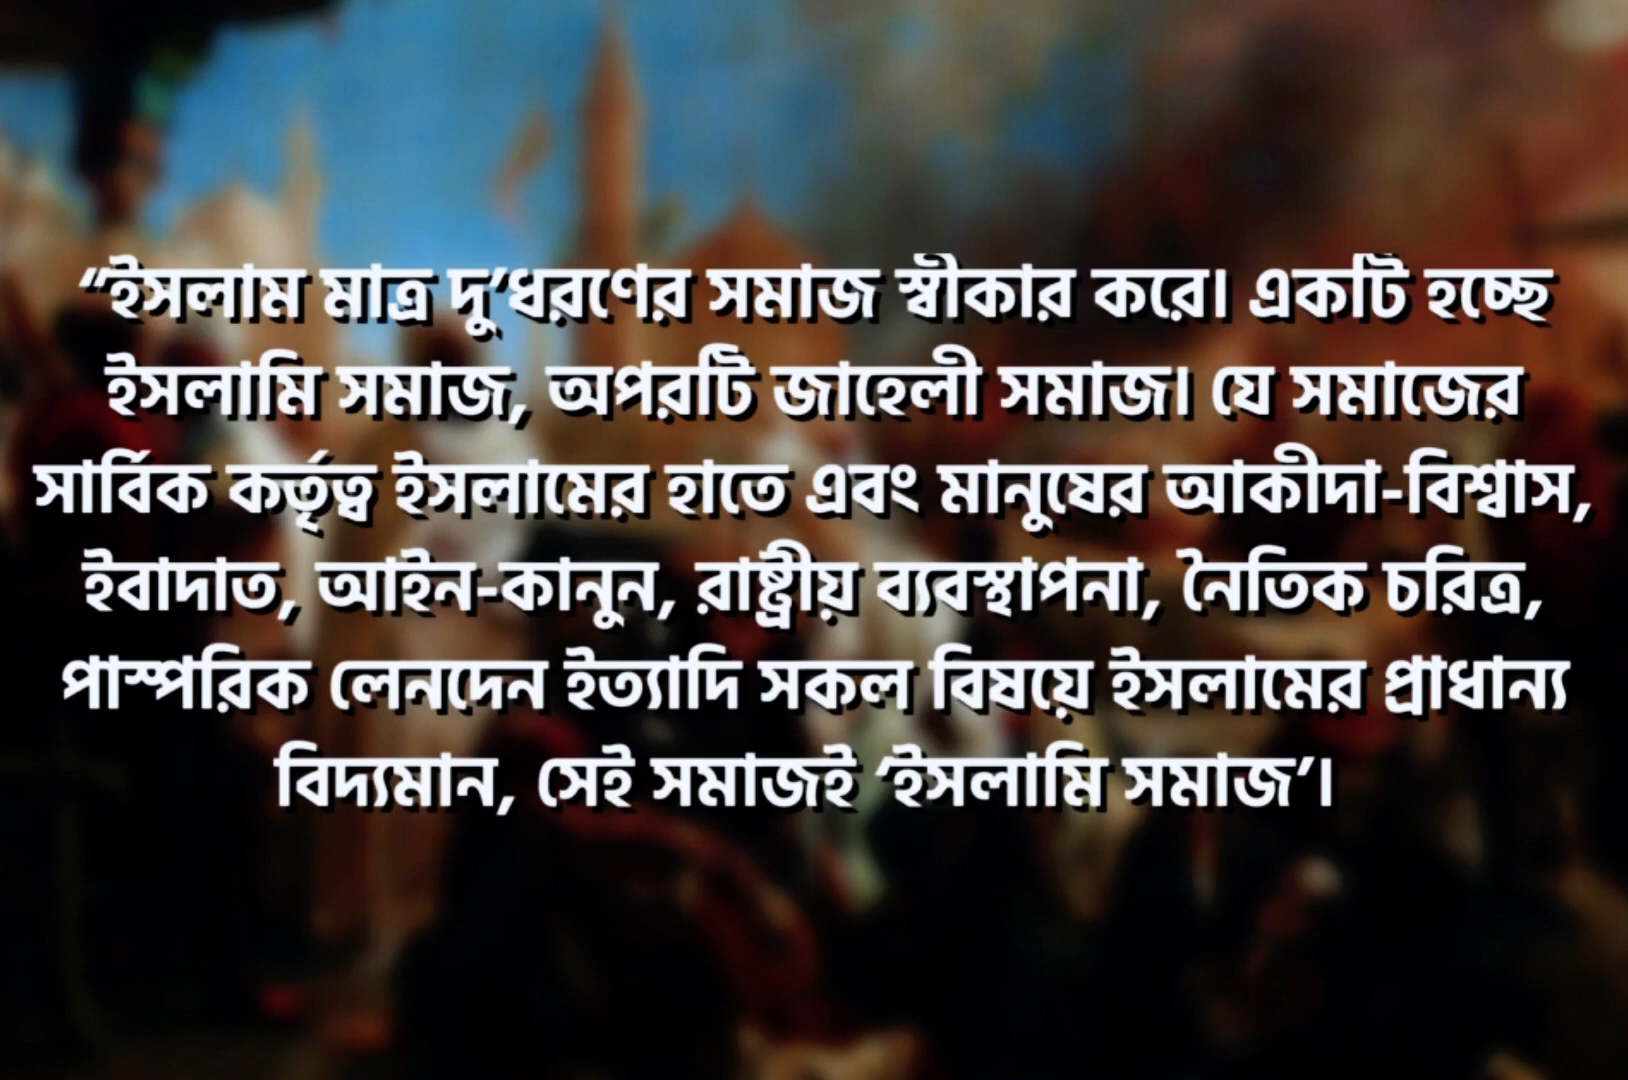 “ইসলাম মাত্র দু’ধরণের সমাজ স্বীকার করে। একটি হচ্ছে
ইসলামি সমাজ, অপরটি জাহেলী সমাজ। যে সমাজের
সার্বিক কর্তৃত্ব ইসলামের হাতে এবং মানুষের আকীদা-বিশ্বাস,
ইবাদাত, আইন-কানুন, রাষ্ট্রীয় ব্যবস্থাপনা, নৈতিক চরিত্র,
পাস্পরিক লেনদেন ইত্যাদি সকল বিষয়ে ইসলামের প্রাধান্য
বিদ্যমান, সেই সমাজই ‘ইসলামি সমাজ’।